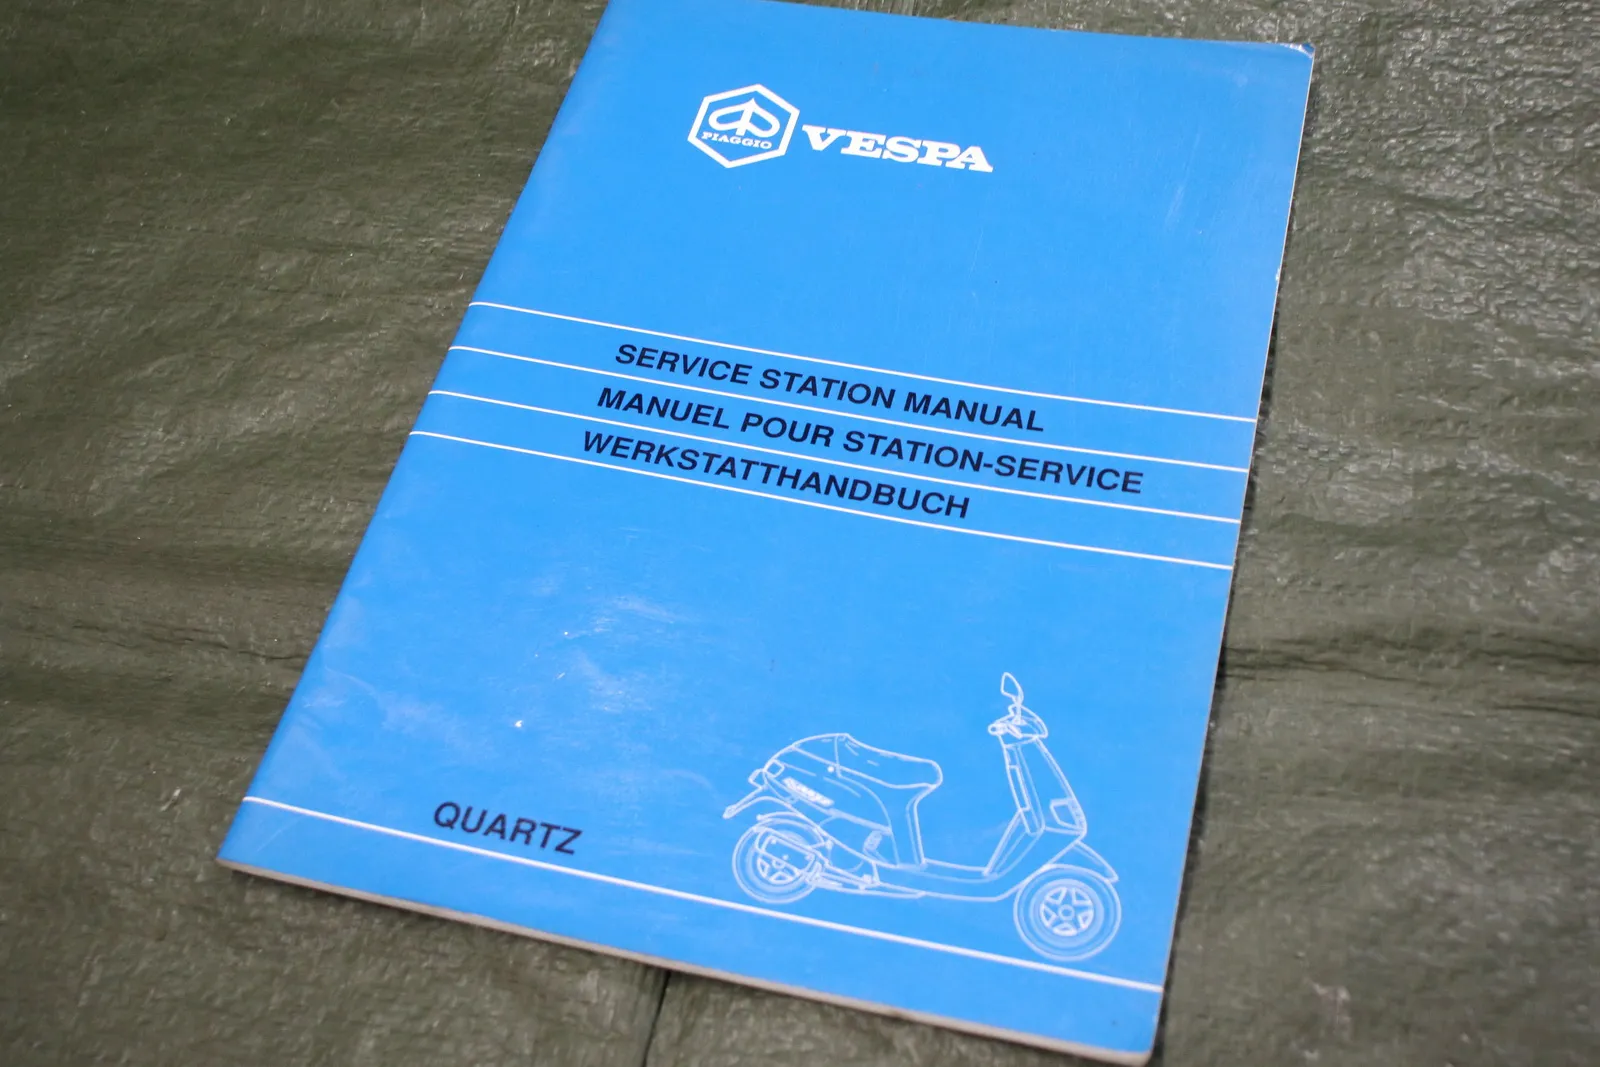 PIAGGIO
VESPA
SERVICE STATION MANUAL
MANUEL POUR STATION-SERVICE
WERKSTATTHANDBUCH
QUARTZ